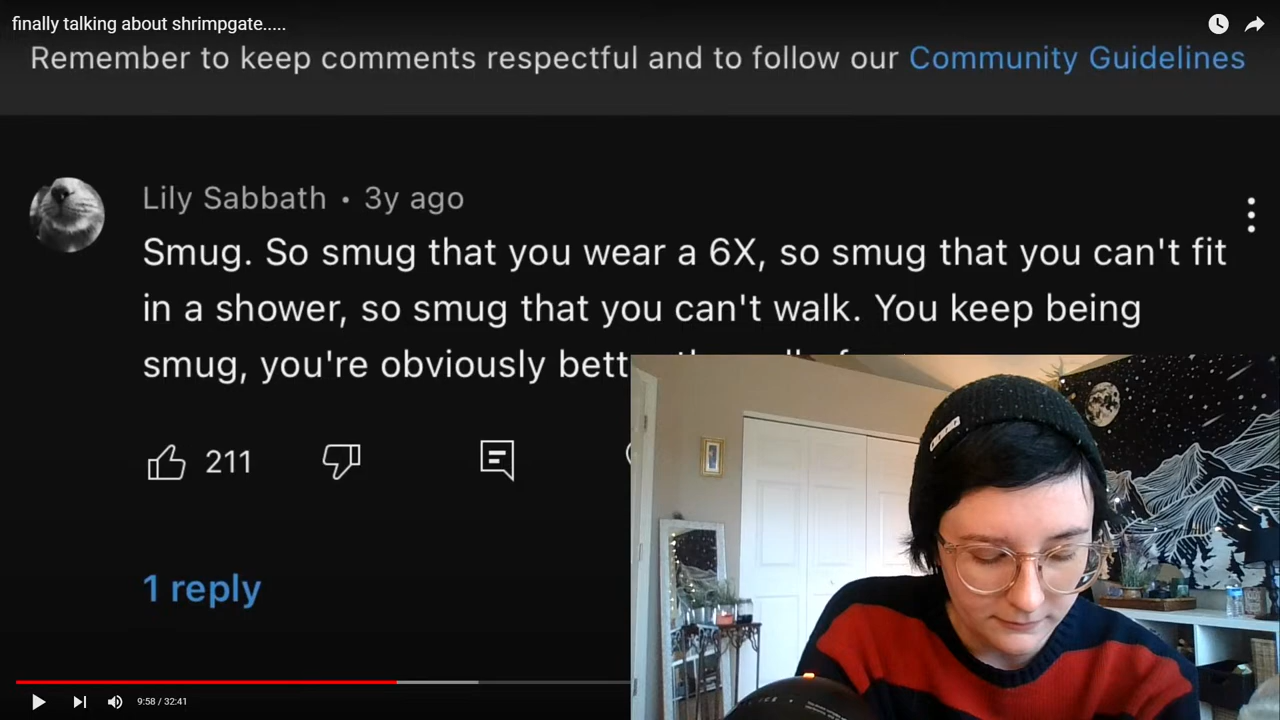 finally talking about shrimpgate.....
Remember to keep comments respectful and to follow our Community Guidelines
Lily Sabbath • 3y ago
Smug. So smug that you wear a 6X, so smug that you can't fit
in a shower, so smug that you can't walk. You keep being
smug, you're obviously
211
1 reply
9:58 / 32:41